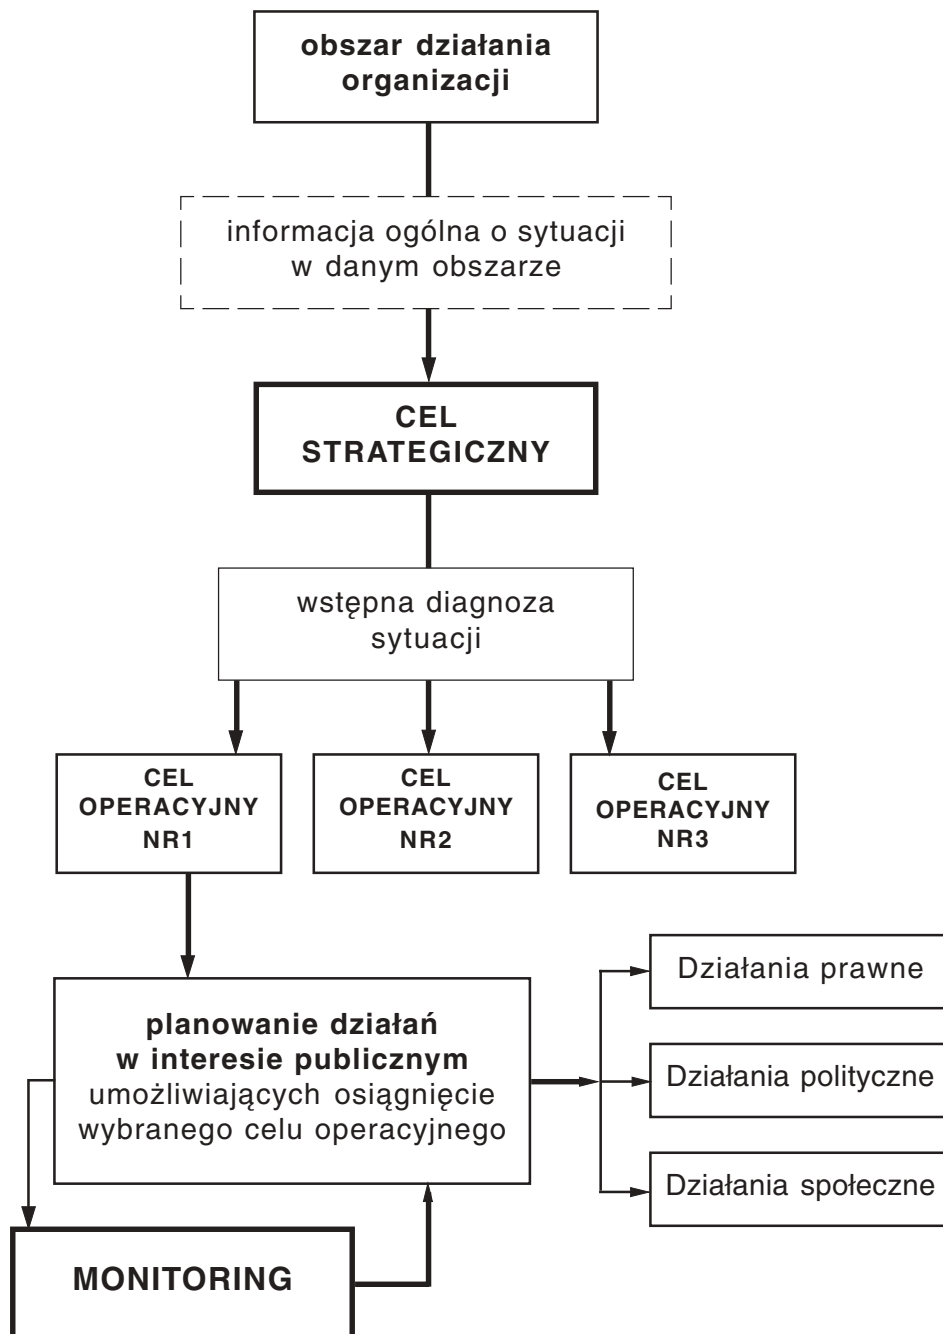 obszar działania
organizacji
informacja ogólna o sytuacji
w danym obszarze
CEL
STRATEGICZNY
wstępna diagnoza
sytuacji
CEL
OPERACYJNY
NR1
CEL
OPERACYJNY
NR2
CEL
OPERACYJNY
NR3
planowanie działań
w interesie publicznym
umożliwiających osiągnięcie
wybranego celu operacyjnego
Działania prawne
Działania polityczne
Działania społeczne
MONITORING